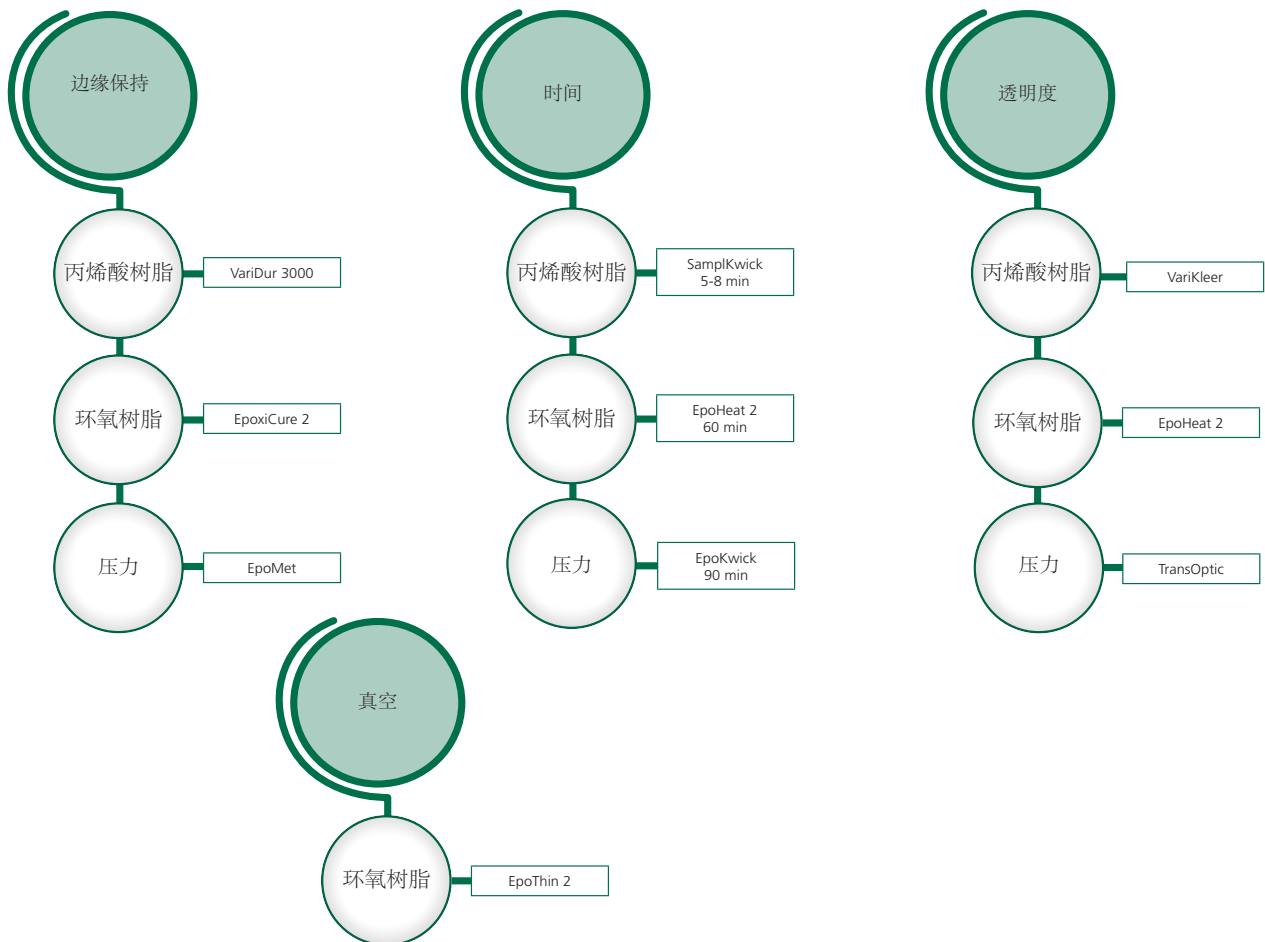 边缘保持
丙烯酸树脂
VariDur 3000
环氧树脂
EpoxiCure 2
压力
EpoMet
时间
丙烯酸树脂
SamplKwick
5-8 min
环氧树脂
EpoHeat 2
60 min
压力
EpoKwick
90 min
透明度
丙烯酸树脂
VariKleer
环氧树脂
EpoHeat 2
压力
TransOptic
真空
环氧树脂
EpoThin 2